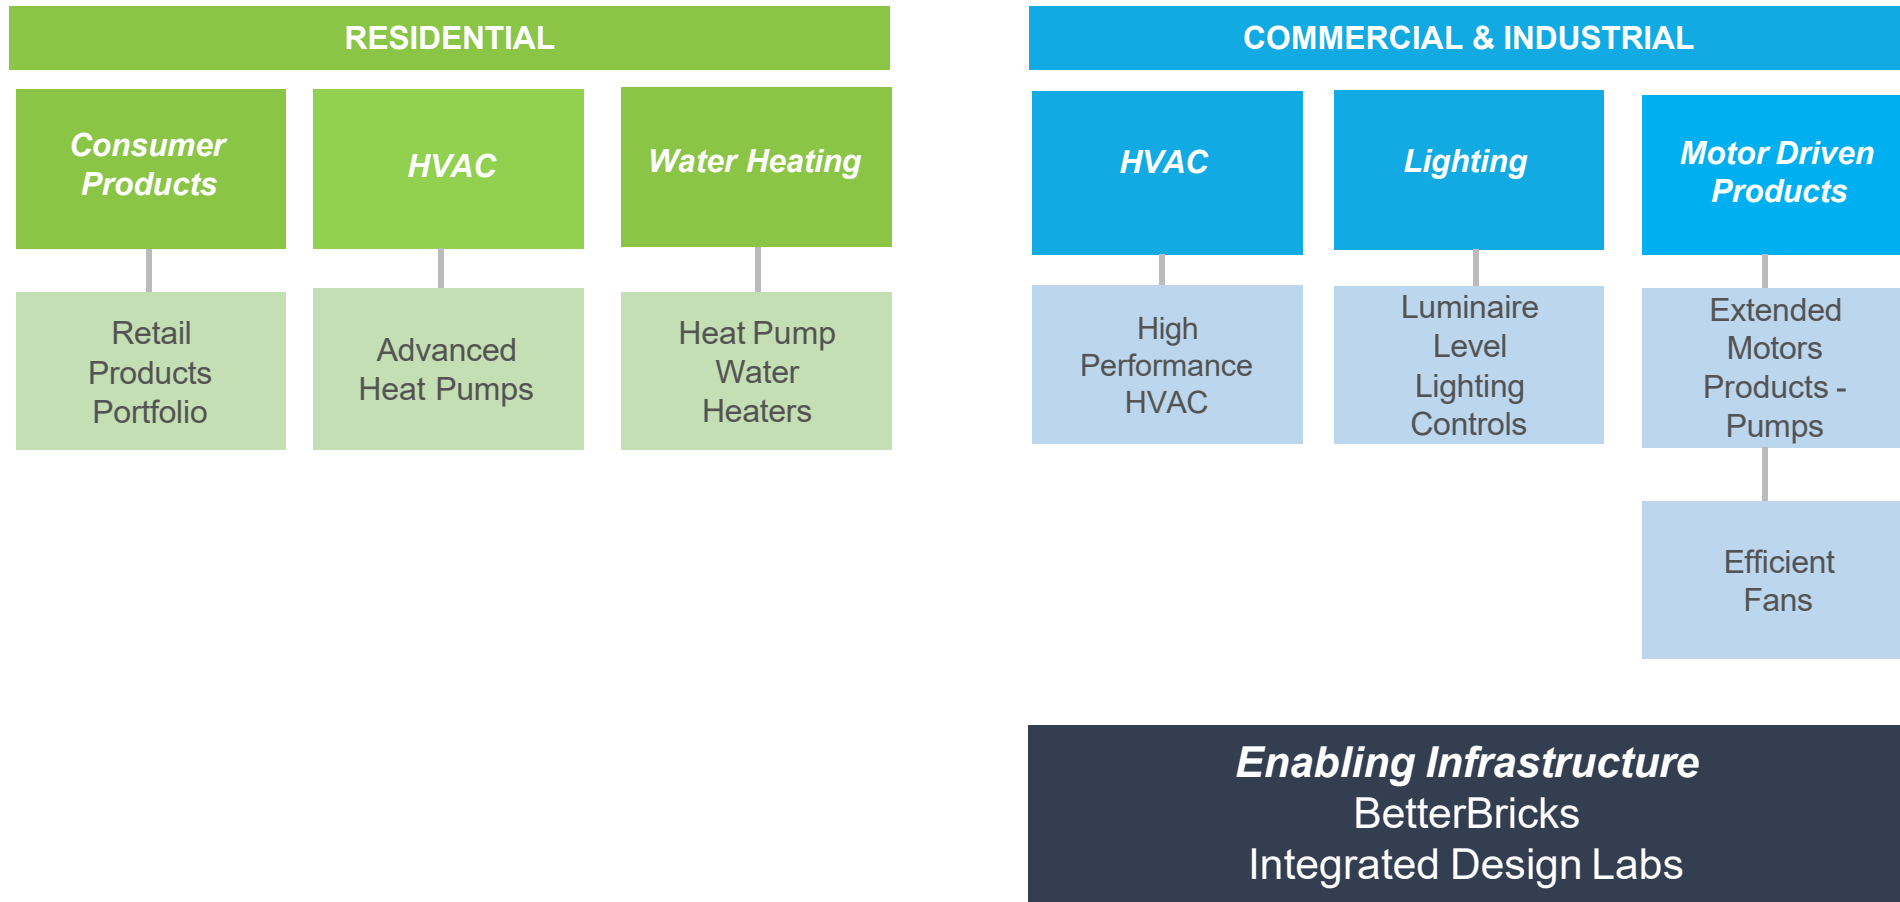 RESIDENTIAL
Consumer
Products
HVAC
Water Heating
Retail
Products
Portfolio
Advanced
Heat Pumps
Heat Pump
Water
Heaters
COMMERCIAL & INDUSTRIAL
HVAC
Lighting
Motor Driven
Products
High
Performance
HVAC
Luminaire
Level
Lighting
Controls
Extended
Motors
Products -
Pumps
Efficient
Fans
Enabling Infrastructure
BetterBricks
Integrated Design Labs